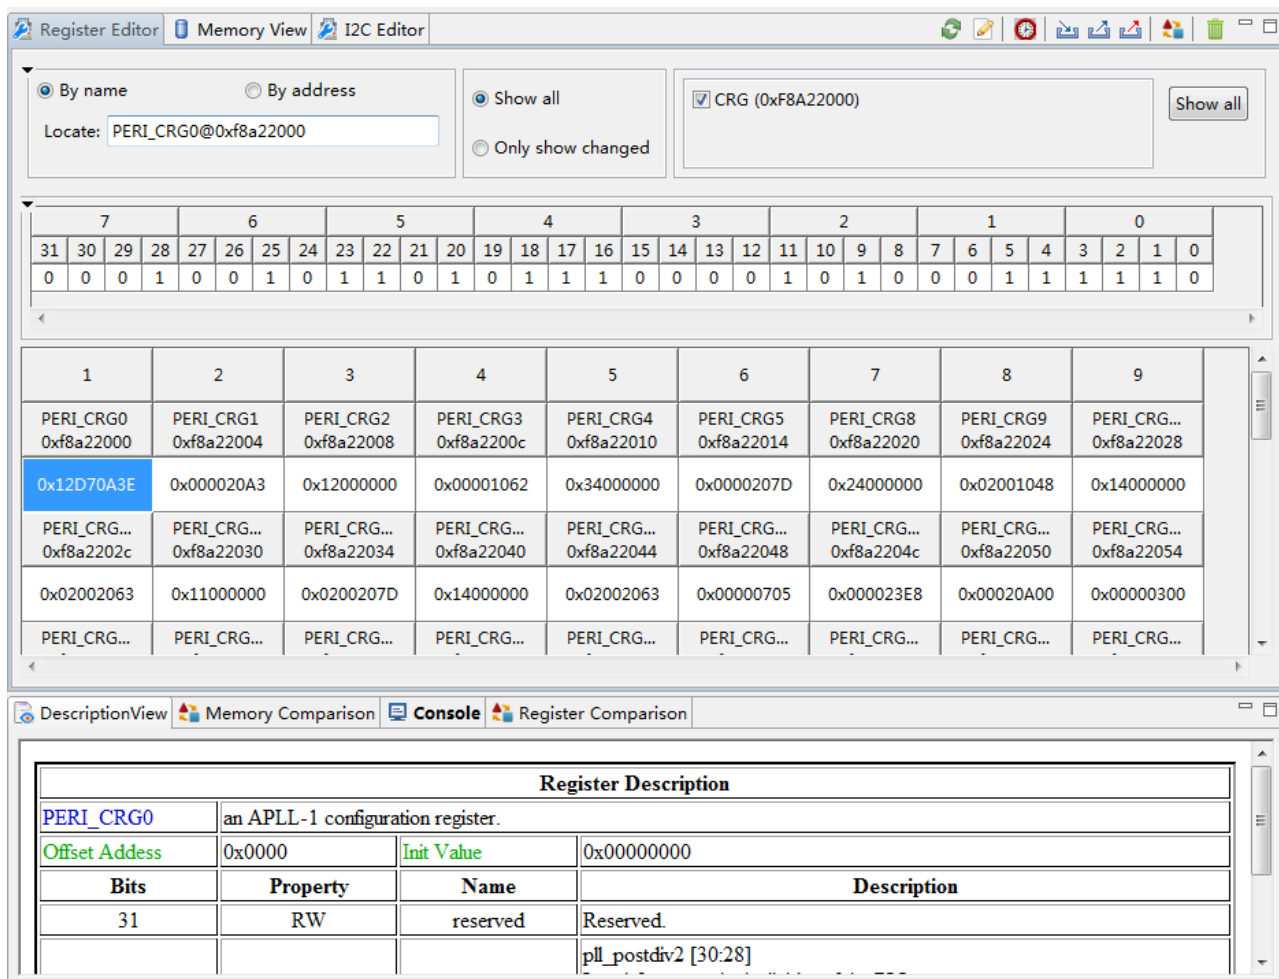 Register Editor Memory View I2C Editor
By name By address
Show all
CRG (0xF8A22000)
Show all
Locate: PERI_CRG0@0xf8a22000
Only show changed
7 6 5 4 3 2 1 0
31 30 29 28 27 26 25 24 23 22 21 20 19 18 17 16 15 14 13 12 11 10 9 8 7 6 5 4 3 2 1 0
0 0 0 1 0 0 1 0 1 1 0 1 0 1 1 1 0 0 0 0 1 0 1 0 0 0 1 1 1 1 1 0
1 2 3 4 5 6 7 8 9
PERI_CRG0 PERI_CRG1 PERI_CRG2 PERI_CRG3 PERI_CRG4 PERI_CRG5 PERI_CRG8 PERI_CRG9 PERI_CRG...
0xf8a22000 0xf8a22004 0xf8a22008 0xf8a2200c 0xf8a22010 0xf8a22014 0xf8a22020 0xf8a22024 0xf8a22028
0x12D70A3E 0x000020A3 0x12000000 0x00001062 0x34000000 0x0000207D 0x24000000 0x02001048 0x14000000
PERI_CRG... PERI_CRG... PERI_CRG... PERI_CRG... PERI_CRG... PERI_CRG... PERI_CRG... PERI_CRG... PERI_CRG...
0xf8a2202c 0xf8a22030 0xf8a22034 0xf8a22040 0xf8a22044 0xf8a22048 0xf8a2204c 0xf8a22050 0xf8a22054
0x02002063 0x11000000 0x0200207D 0x14000000 0x02002063 0x00000705 0x000023E8 0x00020A00 0x00000300
PERI_CRG... PERI_CRG... PERI_CRG... PERI_CRG... PERI_CRG... PERI_CRG... PERI_CRG... PERI_CRG... PERI_CRG...
DescriptionView Memory Comparison Console Register Comparison
Register Description
PERI_CRG0 an APLL-1 configuration register.
Offset Addess 0x0000 Init Value 0x00000000
Bits Property Name Description
31 RW reserved Reserved.
pll_postdiv2 [30:28]